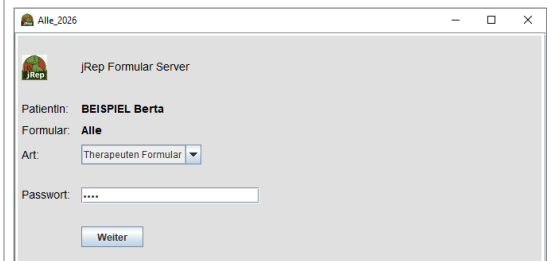 Alle_2026
jRep
jRep Formular Server
PatientIn: BEISPIEL Berta
Formular: Alle
Art: Therapeuten Formular
Passwort: ••••
Weiter